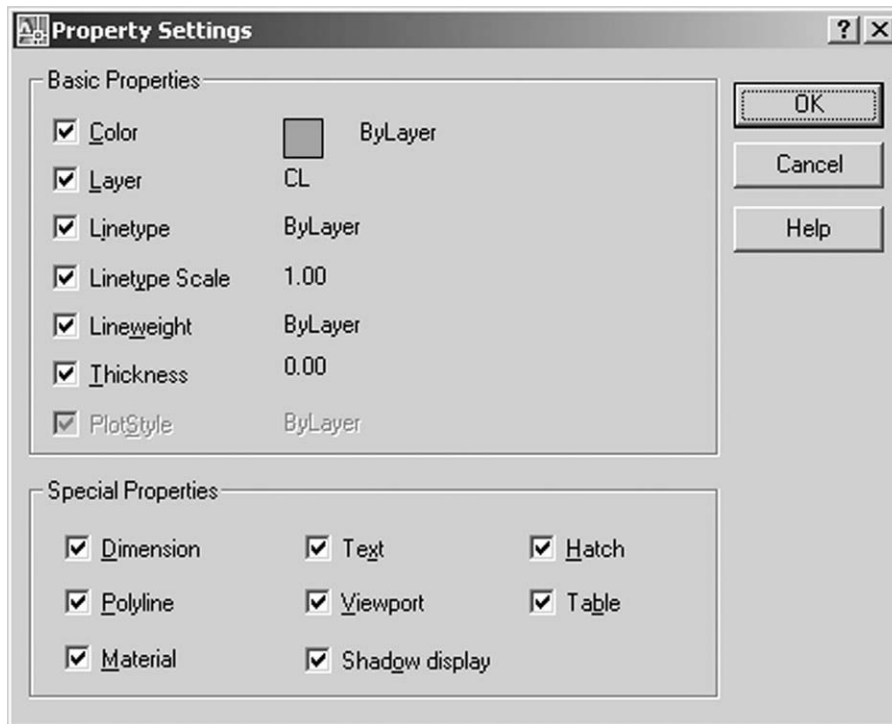 Property Settings
Basic Properties
OK
Color ByLayer
Cancel
Layer CL
Help
Linetype ByLayer
Linetype Scale 1.00
Lineweight ByLayer
Thickness 0.00
PlotStyle ByLayer
Special Properties
Dimension Text Hatch
Polyline Viewport Table
Material Shadow display